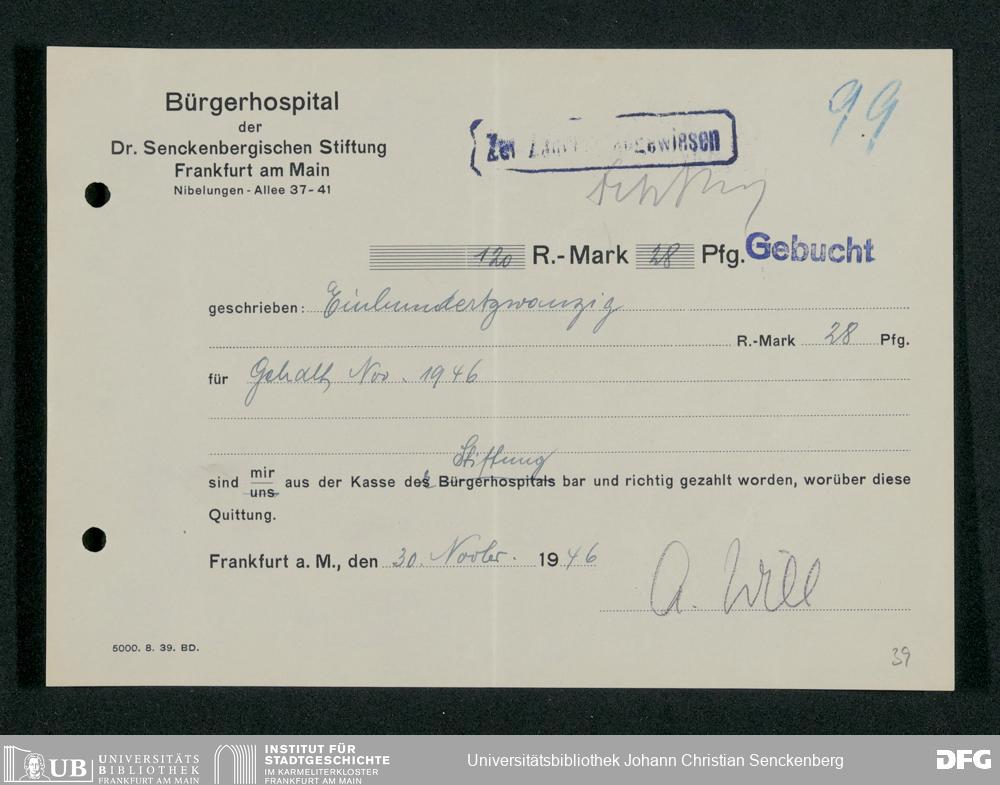 Bürgerhospital
der
Dr. Senckenbergischen Stiftung
Frankfurt am Main
Nibelungen-Allee 37-41
99
Zur angewiesen
120 R.-Mark 28 Pfg. Gebucht
geschrieben: Einhundertzwanzig
R.-Mark 28 Pfg.
für Gehalt Nov. 1946
Stiftung
sind mir uns aus der Kasse des Bürgerhospitals bar und richtig gezahlt worden, worüber diese
Quittung.
Frankfurt a. M., den 30. Novbr. 1946
A. Will
5000. 8. 39. BD.
39
UB UNIVERSITÄTS
BIBLIOTHEK
FRANKFURT AM MAIN
INSTITUT FÜR
STADTGESCHICHTE
IM KARMELITERKLOSTER
FRANKFURT AM MAIN
Universitätsbibliothek Johann Christian Senckenberg
DFG